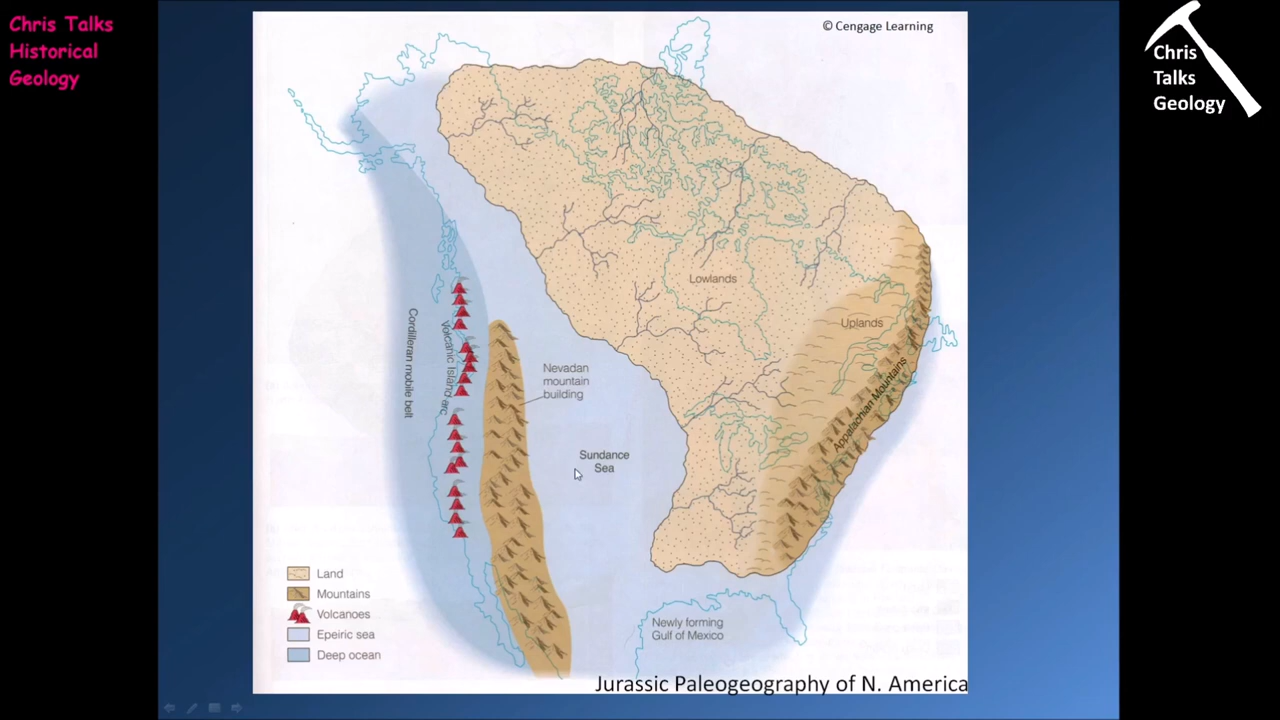 Chris Talks
Historical
Geology
© Cengage Learning
Chris
Talks
Geology
Lowlands
Uplands
Appalachian Mountains
Cordilleran mobile belt
Volcanic Island arc
Nevadan
mountain
building
Sundance
Sea
Land
Mountains
Volcanoes
Epeiric sea
Deep ocean
Newly forming
Gulf of Mexico
Jurassic Paleogeography of N. America